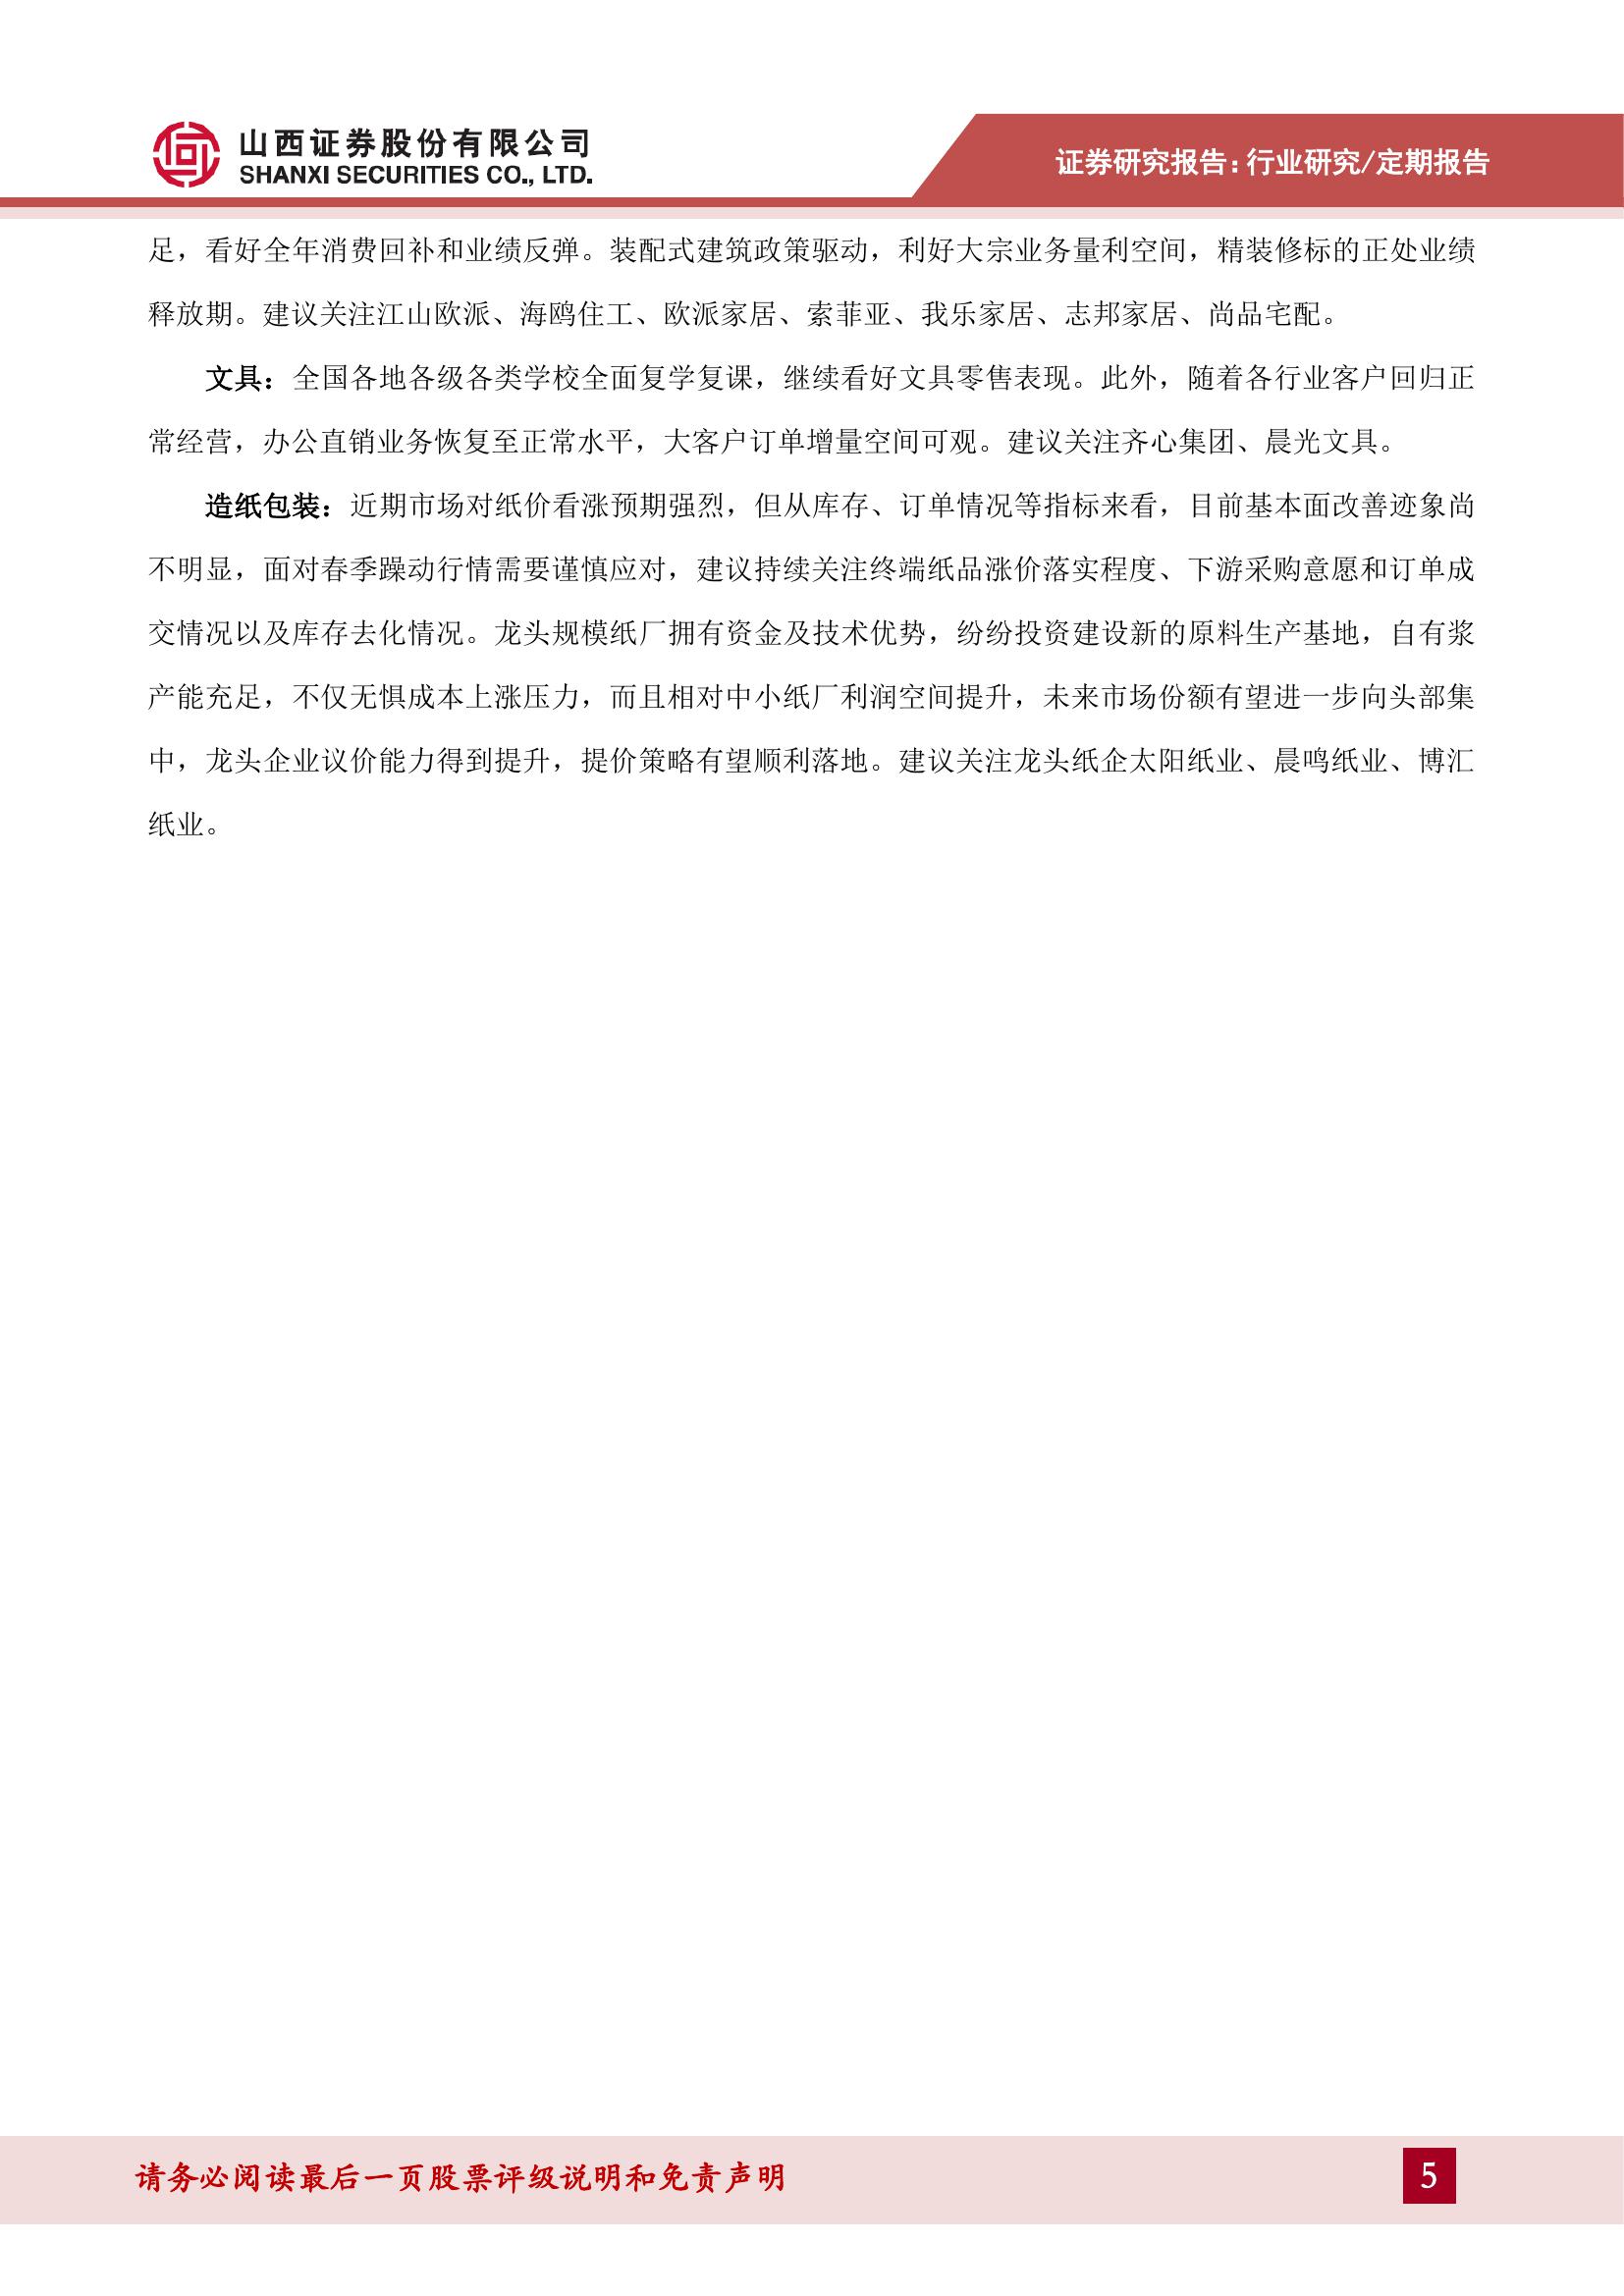 山西证券股份有限公司
SHANXI SECURITIES CO., LTD.
证券研究报告：行业研究/定期报告
足，看好全年消费回补和业绩反弹。装配式建筑政策驱动，利好大宗业务量利空间，精装修标的正处业绩
释放期。建议关注江山欧派、海鸥住工、欧派家居、索菲亚、我乐家居、志邦家居、尚品宅配。
文具：全国各地各级各类学校全面复学复课，继续看好文具零售表现。此外，随着各行业客户回归正
常经营，办公直销业务恢复至正常水平，大客户订单增量空间可观。建议关注齐心集团、晨光文具。
造纸包装：近期市场对纸价看涨预期强烈，但从库存、订单情况等指标来看，目前基本面改善迹象尚
不明显，面对春季躁动行情需要谨慎应对，建议持续关注终端纸品涨价落实程度、下游采购意愿和订单成
交情况以及库存去化情况。龙头规模纸厂拥有资金及技术优势，纷纷投资建设新的原料生产基地，自有浆
产能充足，不仅无惧成本上涨压力，而且相对中小纸厂利润空间提升，未来市场份额有望进一步向头部集
中，龙头企业议价能力得到提升，提价策略有望顺利落地。建议关注龙头纸企太阳纸业、晨鸣纸业、博汇
纸业。
请务必阅读最后一页股票评级说明和免责声明
5